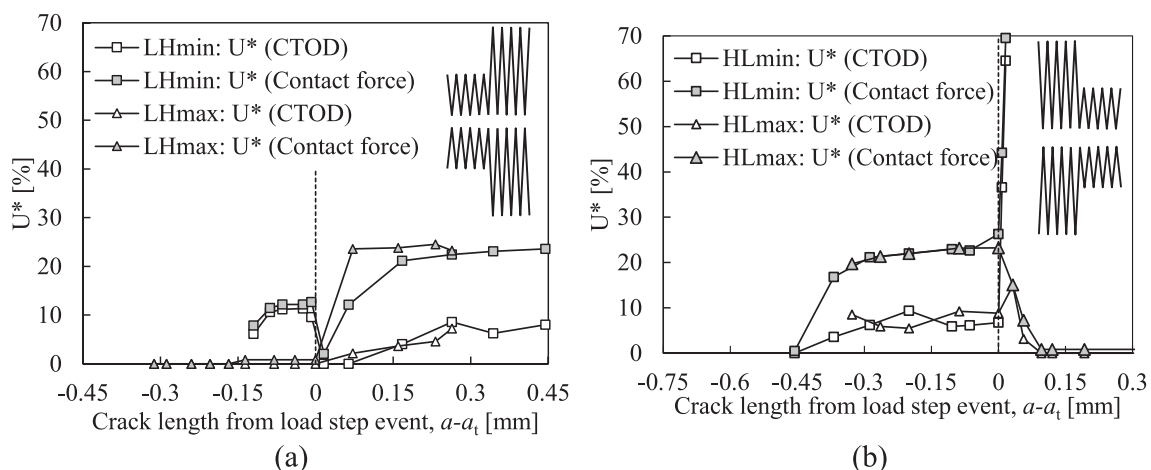 70
60
50
40
30
20
10
0
U* [%]
LHmin: U* (CTOD)
LHmin: U* (Contact force)
LHmax: U* (CTOD)
LHmax: U* (Contact force)
-0.45 -0.3 -0.15 0 0.15 0.3 0.45
Crack length from load step event, a-at [mm]
(a)
70
60
50
40
30
20
10
0
U* [%]
HLmin: U* (CTOD)
HLmin: U* (Contact force)
HLmax: U* (CTOD)
HLmax: U* (Contact force)
-0.75 -0.6 -0.45 -0.3 -0.15 0 0.15 0.3
Crack length from load step event, a-at [mm]
(b)